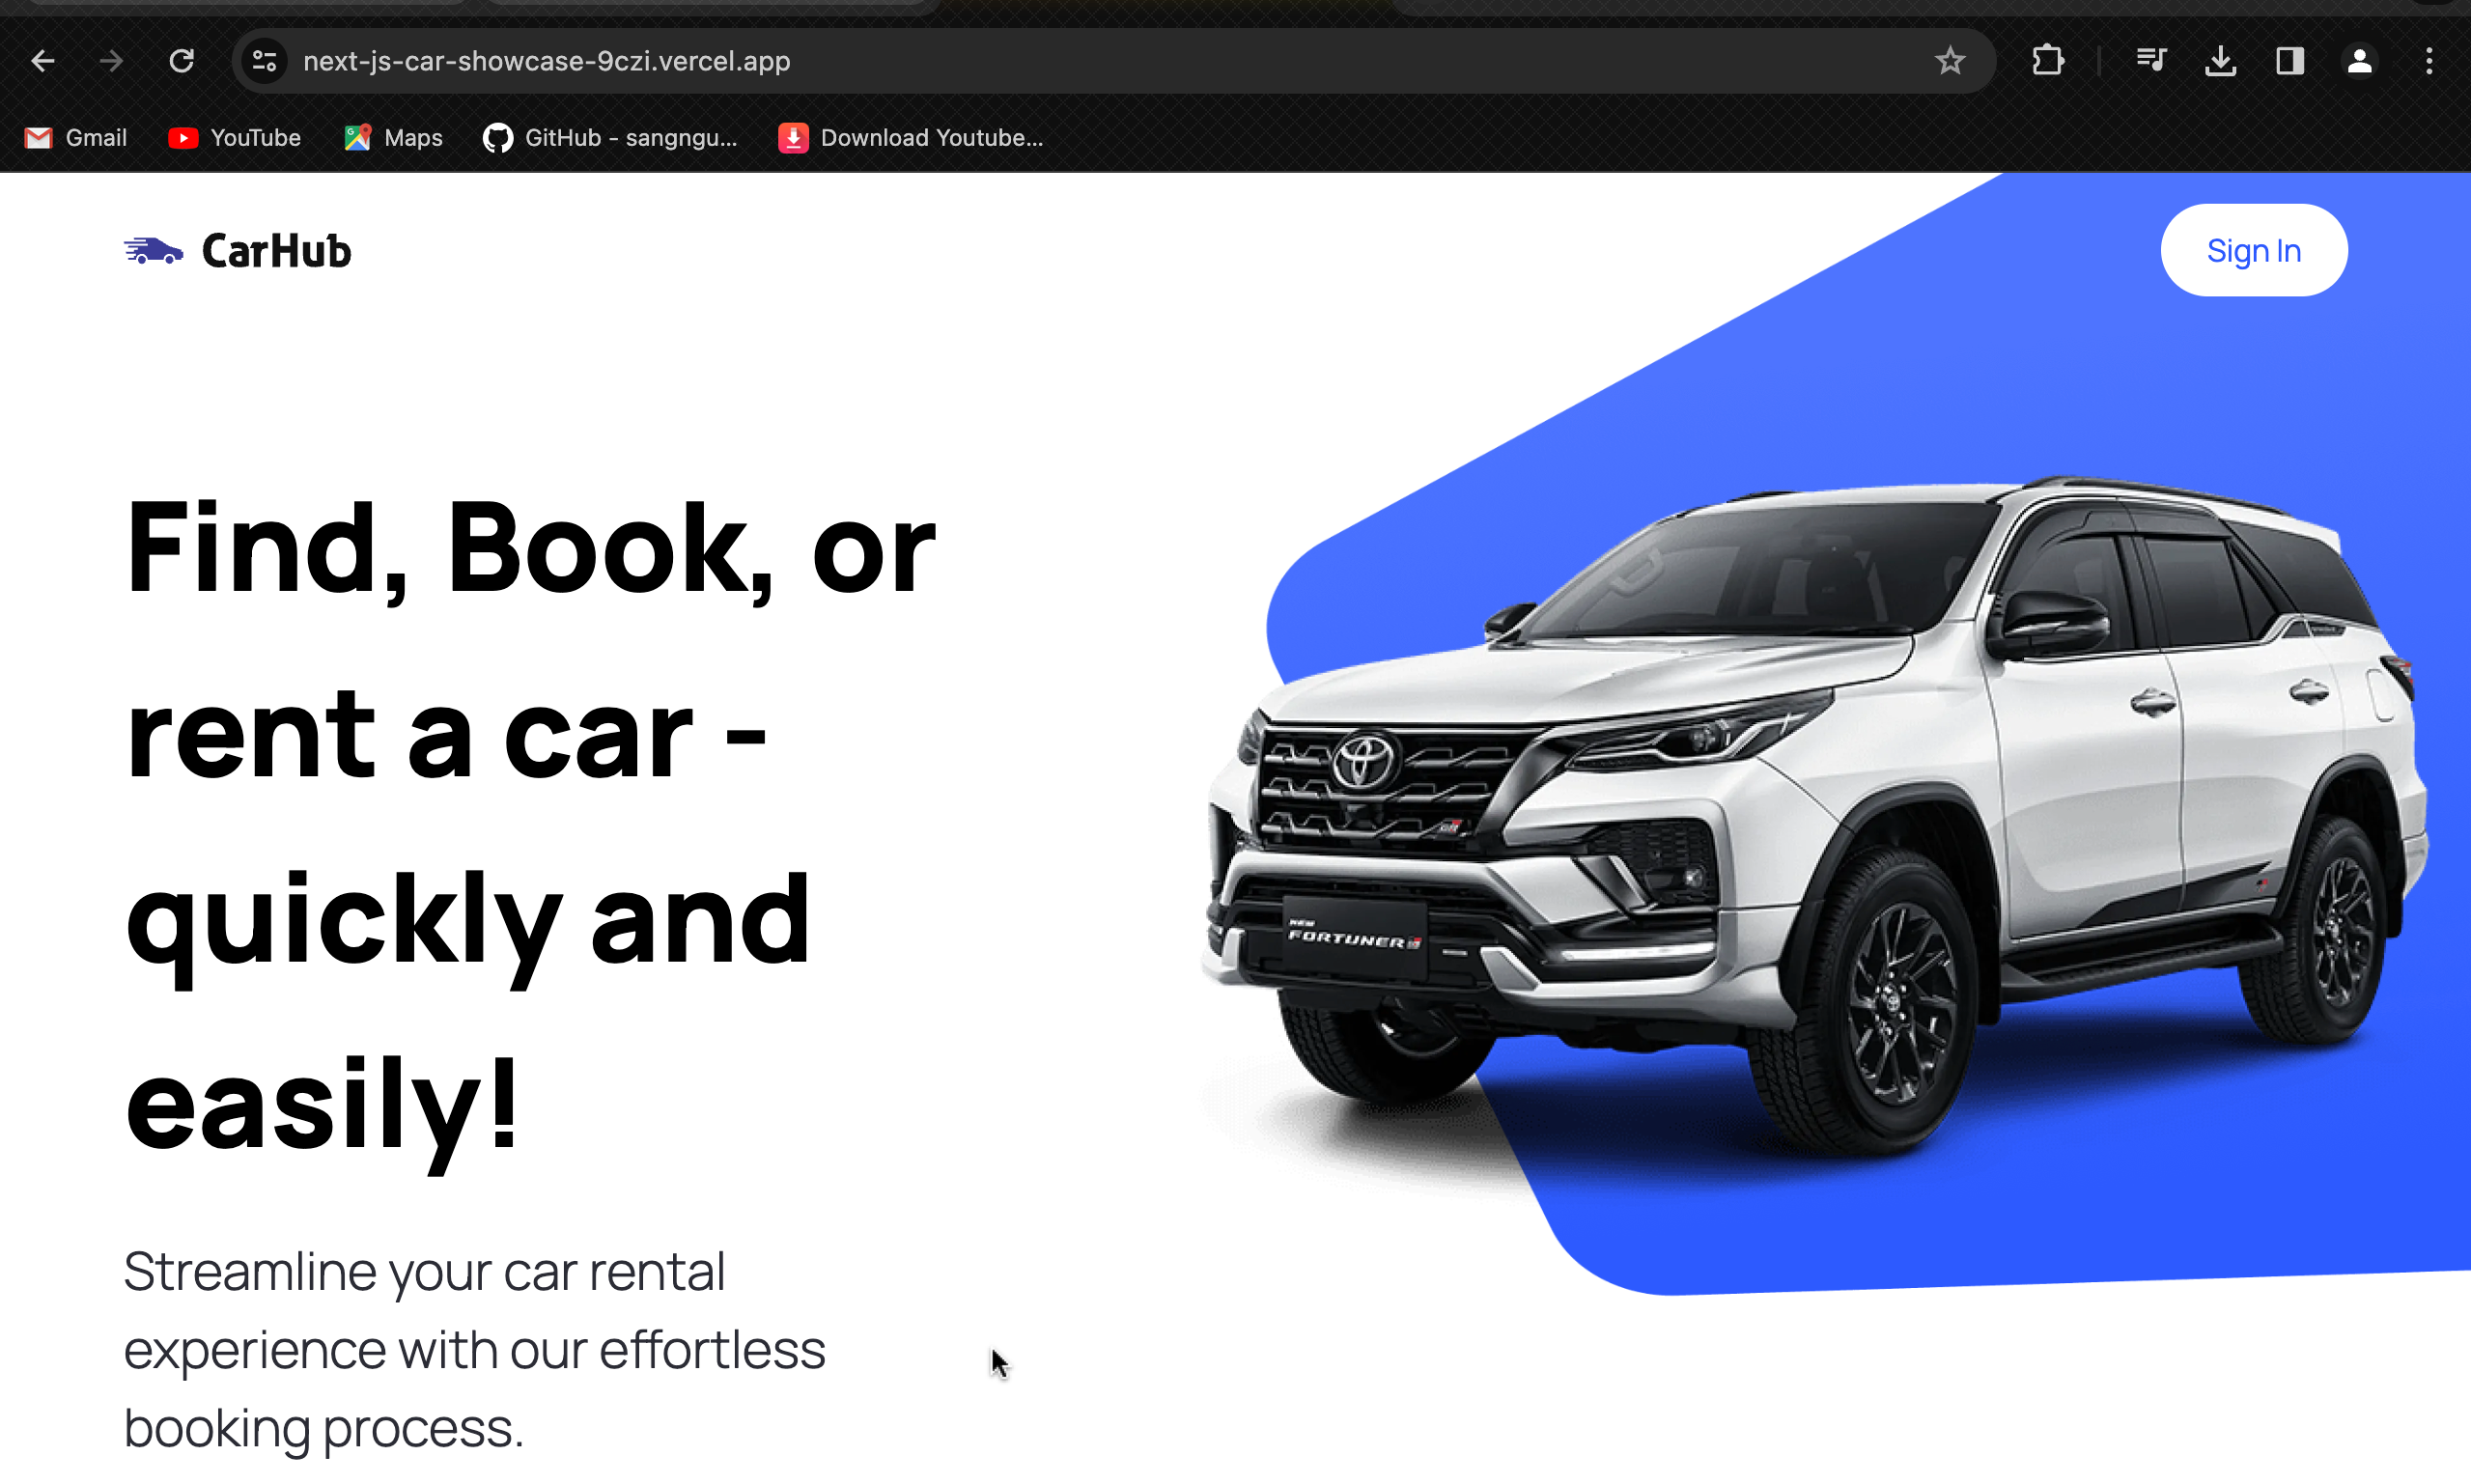 next-js-car-showcase-9czi.vercel.app
Gmail YouTube Maps GitHub - sangngu... Download Youtube...
CarHub
Sign In
Find, Book, or
rent a car -
quickly and
easily!
NEW
FORTUNER
Streamline your car rental
experience with our effortless
booking process.